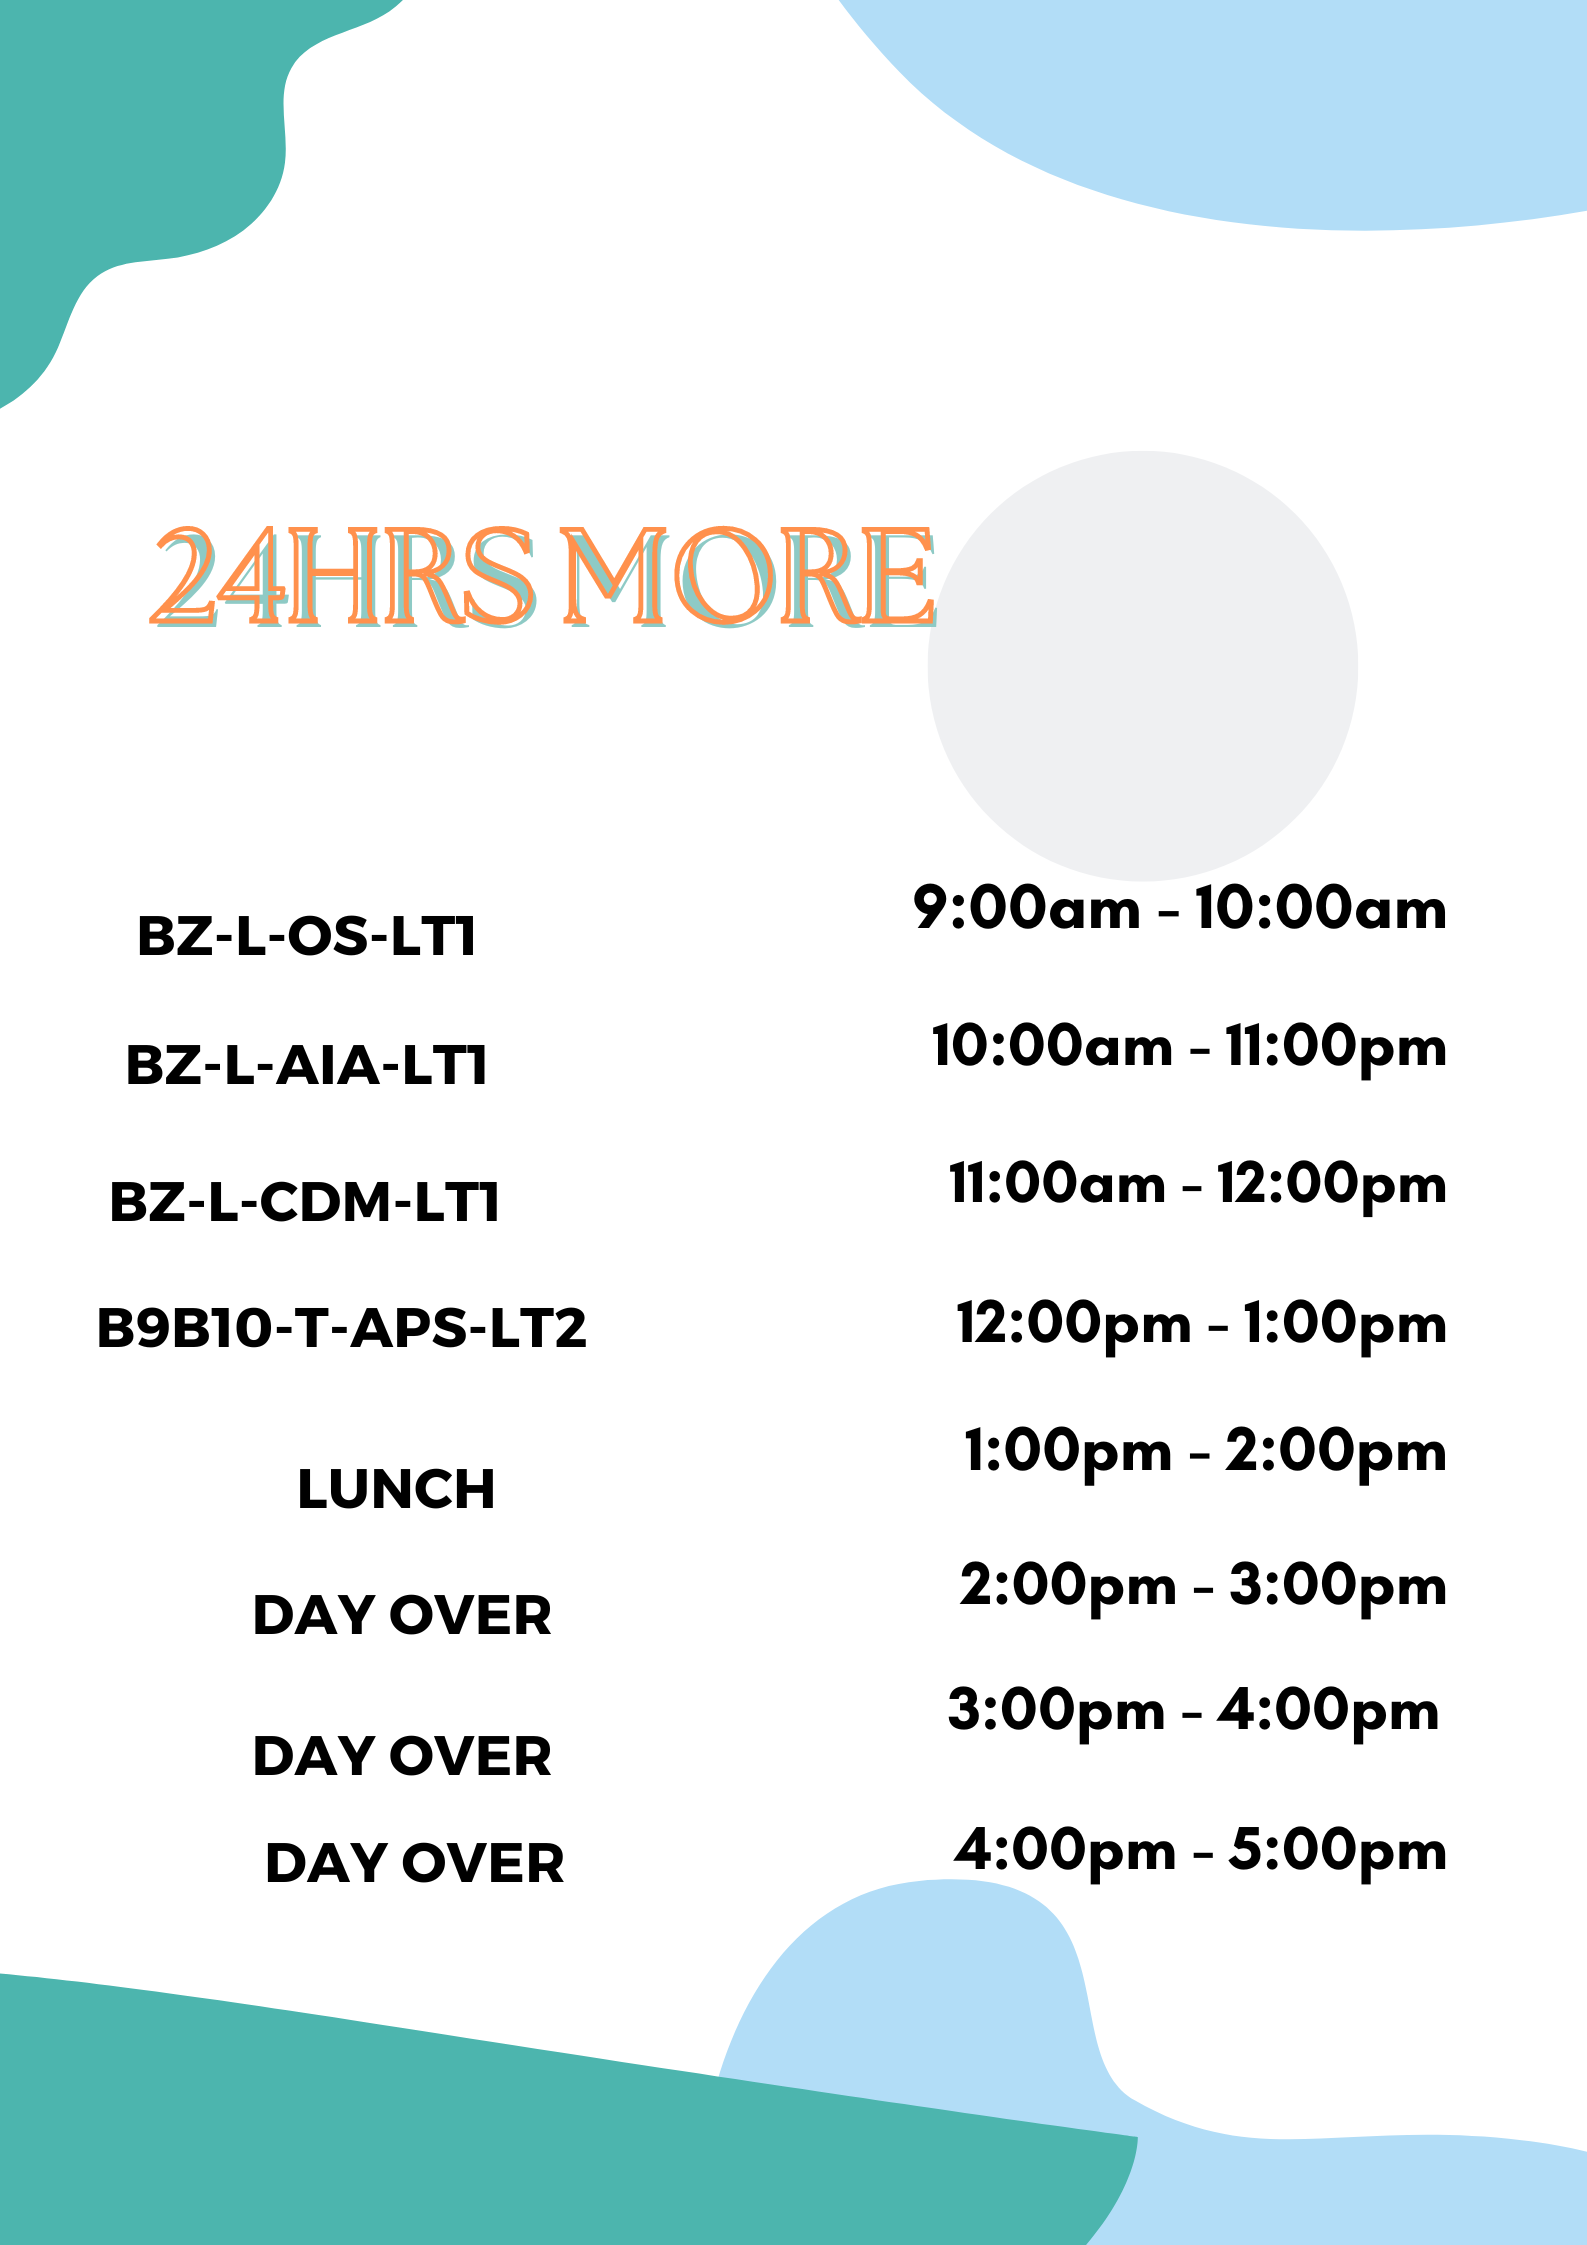 24HRS MORE
BZ-L-OS-LT1 9:00am - 10:00am
BZ-L-AIA-LT1 10:00am - 11:00pm
BZ-L-CDM-LT1 11:00am - 12:00pm
B9B10-T-APS-LT2 12:00pm - 1:00pm
LUNCH 1:00pm - 2:00pm
DAY OVER 2:00pm - 3:00pm
DAY OVER 3:00pm - 4:00pm
DAY OVER 4:00pm - 5:00pm